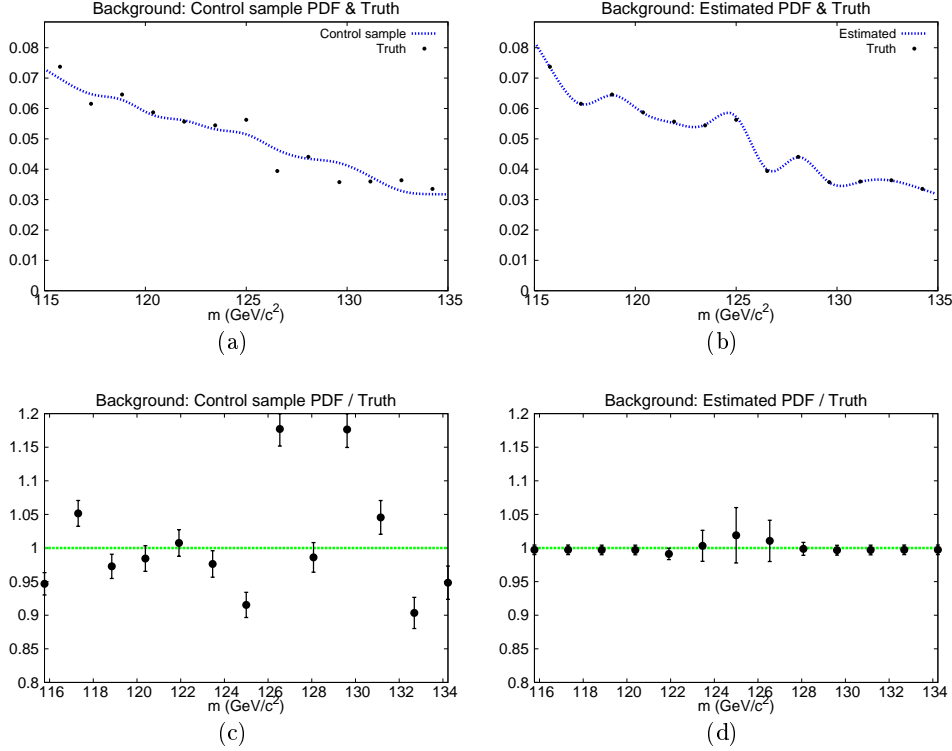 Background: Control sample PDF & Truth
Control sample
Truth
0.08
0.07
0.06
0.05
0.04
0.03
0.02
0.01
0
115 120 125 130 135
m (GeV/c²)
(a)
Background: Estimated PDF & Truth
Estimated
Truth
0.08
0.07
0.06
0.05
0.04
0.03
0.02
0.01
0
115 120 125 130 135
m (GeV/c²)
(b)
Background: Control sample PDF / Truth
1.2
1.15
1.1
1.05
1
0.95
0.9
0.85
0.8
116 118 120 122 124 126 128 130 132 134
m (GeV/c²)
(c)
Background: Estimated PDF / Truth
1.2
1.15
1.1
1.05
1
0.95
0.9
0.85
0.8
116 118 120 122 124 126 128 130 132 134
m (GeV/c²)
(d)